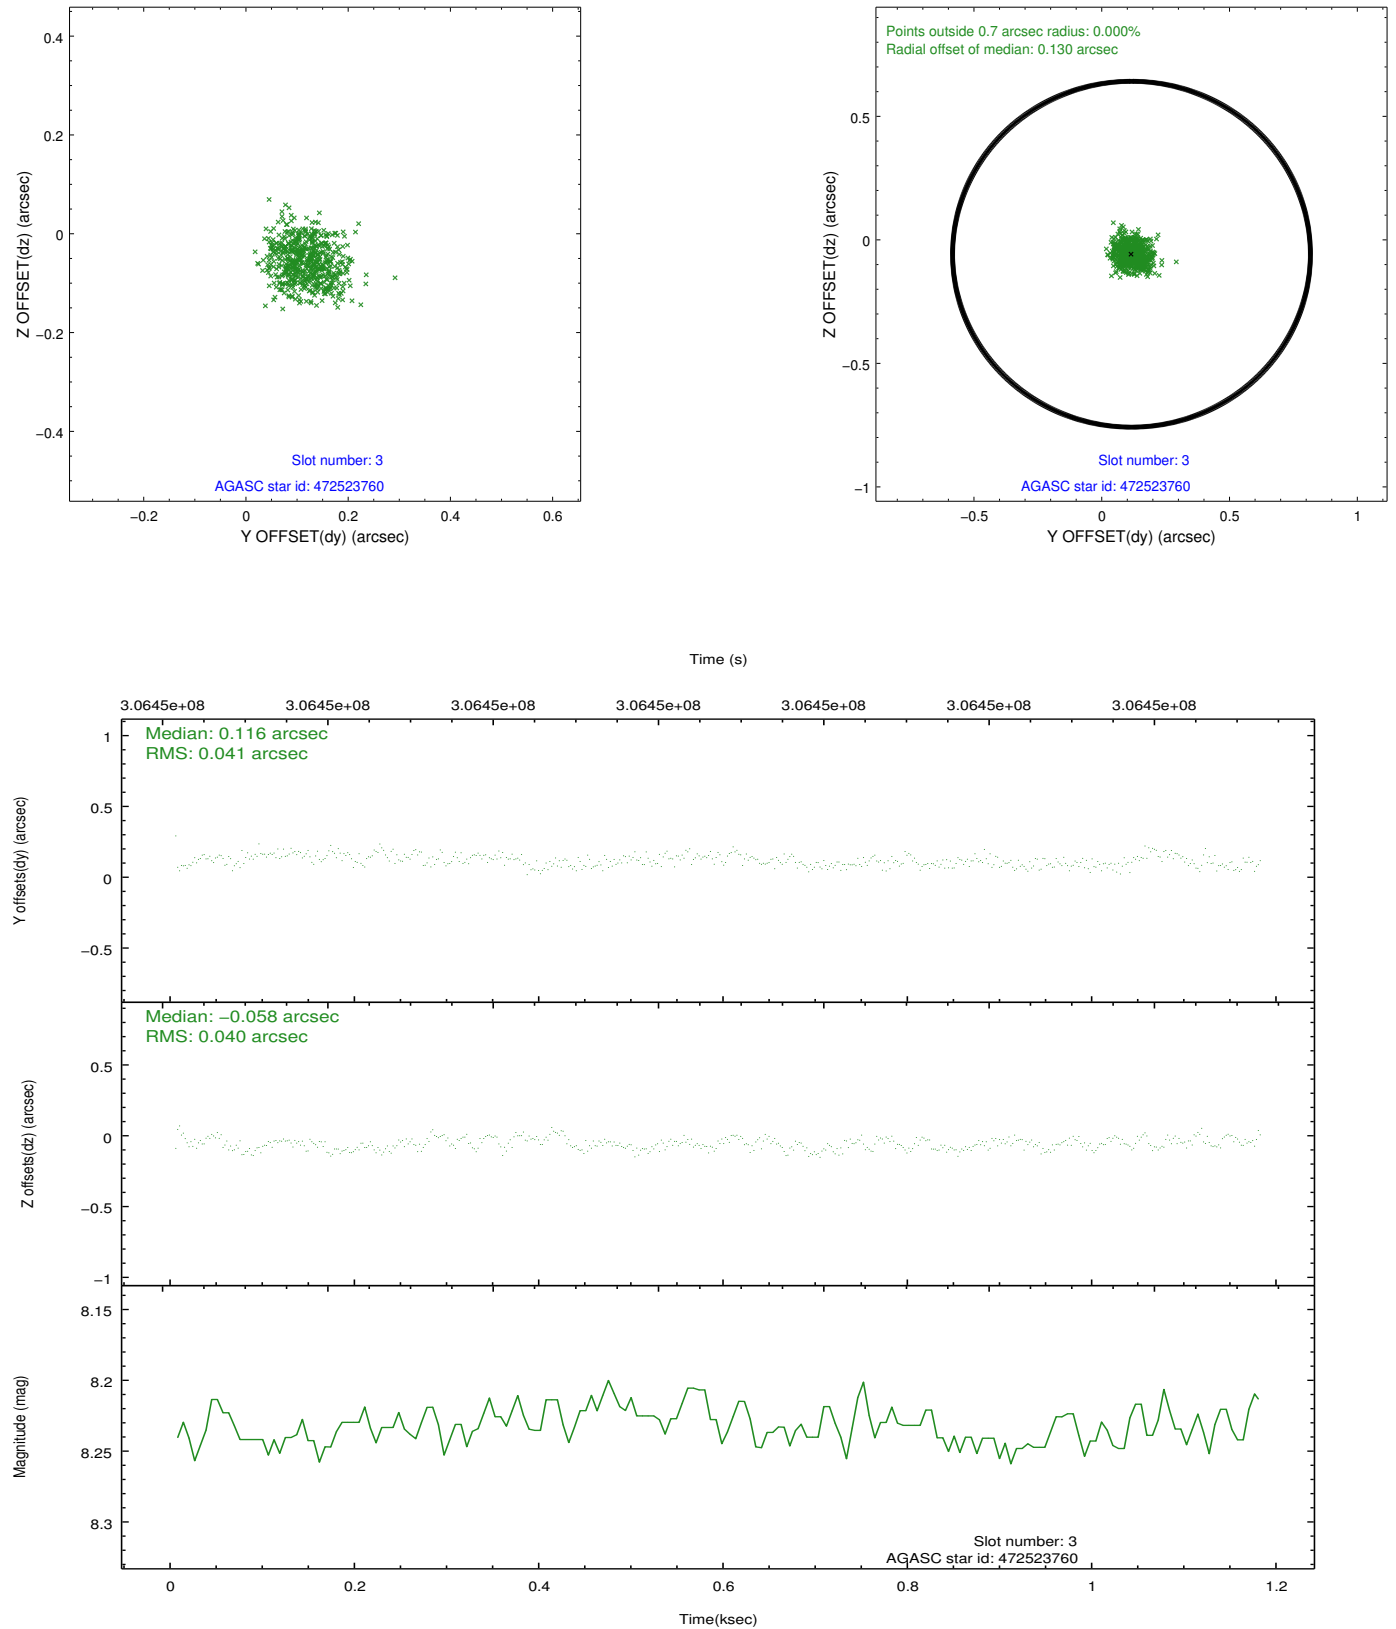 0.4
0.2
0
−0.2
−0.4
Z OFFSET(dz) (arcsec)
Slot number: 3
AGASC star id: 472523760
−0.2 0 0.2 0.4 0.6
Y OFFSET(dy) (arcsec)
Points outside 0.7 arcsec radius: 0.000%
Radial offset of median: 0.130 arcsec
0.5
0
−0.5
−1
Z OFFSET(dz) (arcsec)
Slot number: 3
AGASC star id: 472523760
−0.5 0 0.5 1
Y OFFSET(dy) (arcsec)
Time (s)
3.0645e+08 3.0645e+08 3.0645e+08 3.0645e+08 3.0645e+08 3.0645e+08 3.0645e+08
Median: 0.116 arcsec
RMS: 0.041 arcsec
1
0.5
0
−0.5
Y offsets(dy) (arcsec)
Median: −0.058 arcsec
RMS: 0.040 arcsec
0.5
0
−0.5
−1
Z offsets(dz) (arcsec)
8.15
8.2
8.25
8.3
Magnitude (mag)
Slot number: 3
AGASC star id: 472523760
0 0.2 0.4 0.6 0.8 1 1.2
Time(ksec)